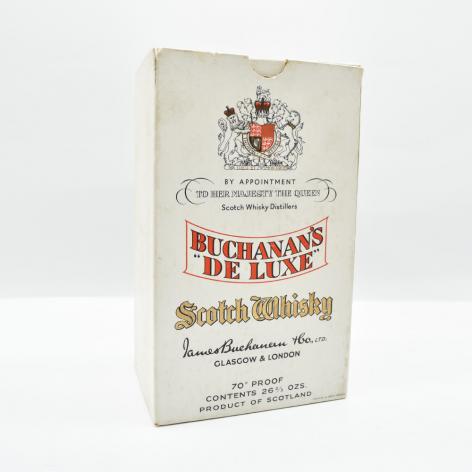 BY APPOINTMENT
TO HER MAJESTY THE QUEEN
Scotch Whisky Distillers
BUCHANAN'S
"DE LUXE"
Scotch Whisky
James Buchanan & Co. LTD.
GLASGOW & LONDON
70° PROOF
CONTENTS 26⅔ OZS.
PRODUCT OF SCOTLAND